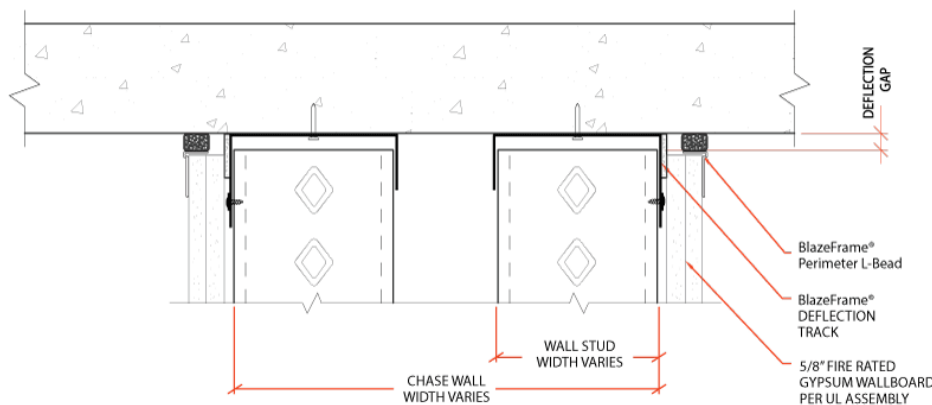 DEFLECTION
GAP
BlazeFrame®
Perimeter L-Bead
BlazeFrame®
DEFLECTION
TRACK
5/8" FIRE RATED
GYPSUM WALLBOARD
PER UL ASSEMBLY
WALL STUD
WIDTH VARIES
CHASE WALL
WIDTH VARIES